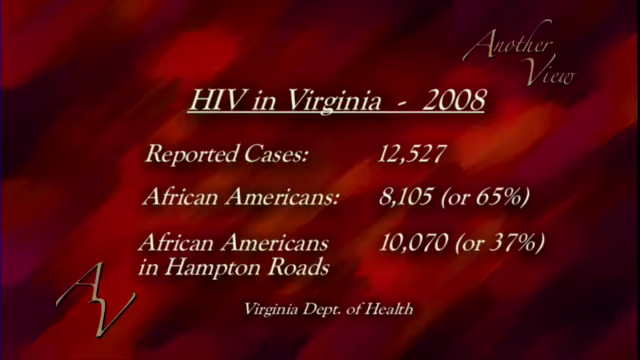 Another
View
HIV in Virginia - 2008
Reported Cases: 12,527
African Americans: 8,105 (or 65%)
African Americans 10,070 (or 37%)
in Hampton Roads
AV
Virginia Dept. of Health